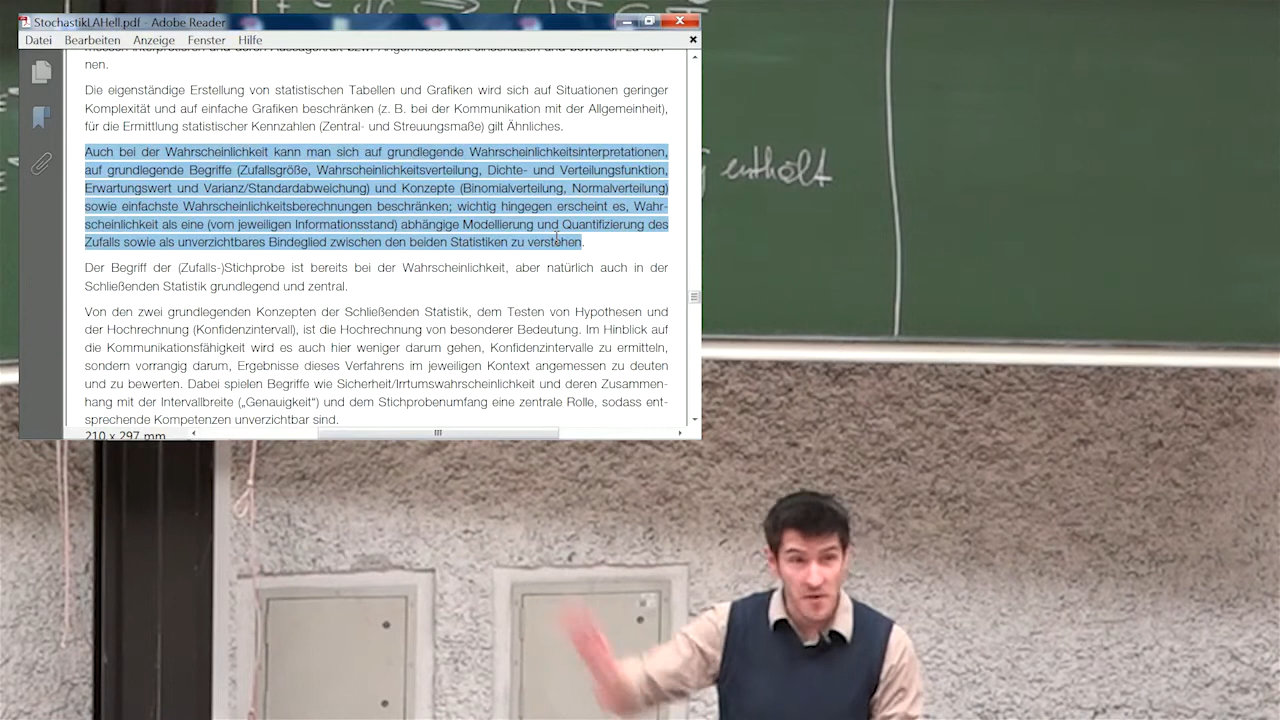 StochastikLAHell.pdf - Adobe Reader
Datei Bearbeiten Anzeige Fenster Hilfe
nen.
Die eigenständige Erstellung von statistischen Tabellen und Grafiken wird sich auf Situationen geringer
Komplexität und auf einfache Grafiken beschränken (z. B. bei der Kommunikation mit der Allgemeinheit),
für die Ermittlung statistischer Kennzahlen (Zentral- und Streuungsmaße) gilt Ähnliches.
Auch bei der Wahrscheinlichkeit kann man sich auf grundlegende Wahrscheinlichkeitsinterpretationen,
auf grundlegende Begriffe (Zufallsgröße, Wahrscheinlichkeitsverteilung, Dichte- und Verteilungsfunktion,
Erwartungswert und Varianz/Standardabweichung) und Konzepte (Binomialverteilung, Normalverteilung)
sowie einfachste Wahrscheinlichkeitsberechnungen beschränken; wichtig hingegen erscheint es, Wahr-
scheinlichkeit als eine (vom jeweiligen Informationsstand) abhängige Modellierung und Quantifizierung des
Zufalls sowie als unverzichtbares Bindeglied zwischen den beiden Statistiken zu verstehen.
Der Begriff der (Zufalls-)Stichprobe ist bereits bei der Wahrscheinlichkeit, aber natürlich auch in der
Schließenden Statistik grundlegend und zentral.
Von den zwei grundlegenden Konzepten der Schließenden Statistik, dem Testen von Hypothesen und
der Hochrechnung (Konfidenzintervall), ist die Hochrechnung von besonderer Bedeutung. Im Hinblick auf
die Kommunikationsfähigkeit wird es auch hier weniger darum gehen, Konfidenzintervalle zu ermitteln,
sondern vorrangig darum, Ergebnisse dieses Verfahrens im jeweiligen Kontext angemessen zu deuten
und zu bewerten. Dabei spielen Begriffe wie Sicherheit/Irrtumswahrscheinlichkeit und deren Zusammen-
hang mit der Intervallbreite („Genauigkeit") und dem Stichprobenumfang eine zentrale Rolle, sodass ent-
sprechende Kompetenzen unverzichtbar sind.
210 x 297 mm
enthält